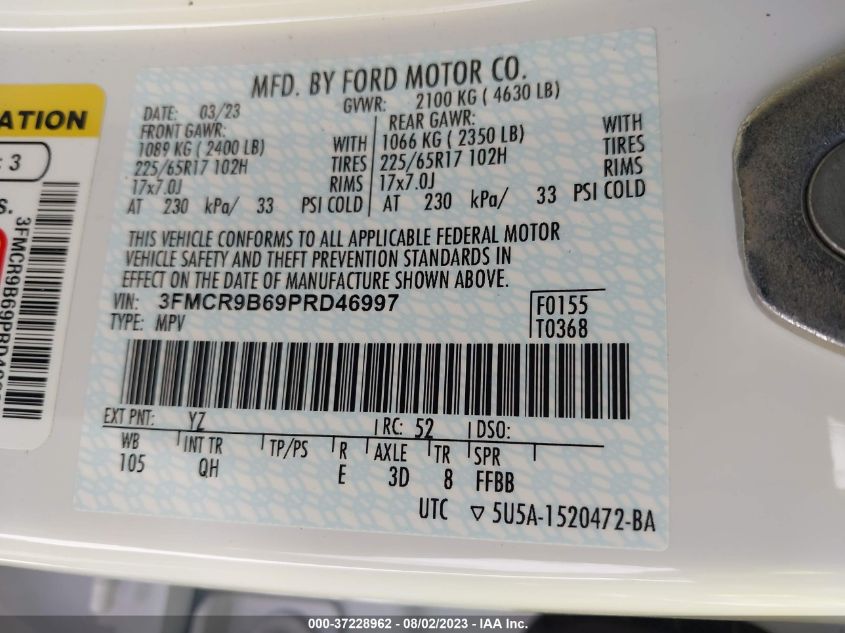 MFD. BY FORD MOTOR CO.
DATE: 03/23 GVWR: 2100 KG ( 4630 LB)
FRONT GAWR: REAR GAWR:
1089 KG ( 2400 LB) WITH 1066 KG ( 2350 LB) WITH
225/65R17 102H TIRES 225/65R17 102H TIRES
17x7.0J RIMS 17x7.0J RIMS
AT 230 kPa/ 33 PSI COLD AT 230 kPa/ 33 PSI COLD
THIS VEHICLE CONFORMS TO ALL APPLICABLE FEDERAL MOTOR
VEHICLE SAFETY AND THEFT PREVENTION STANDARDS IN
EFFECT ON THE DATE OF MANUFACTURE SHOWN ABOVE.
VIN: 3FMCR9B69PRD46997 F0155
TYPE: MPV T0368
EXT PNT: YZ RC: 52 DSO:
WB INT TR TP/PS R AXLE TR SPR
105 QH E 3D 8 FFBB
UTC ▽ 5U5A-1520472-BA
: 3
3FMCR9B69PRD46
000-37228962 - 08/02/2023 - IAA Inc.